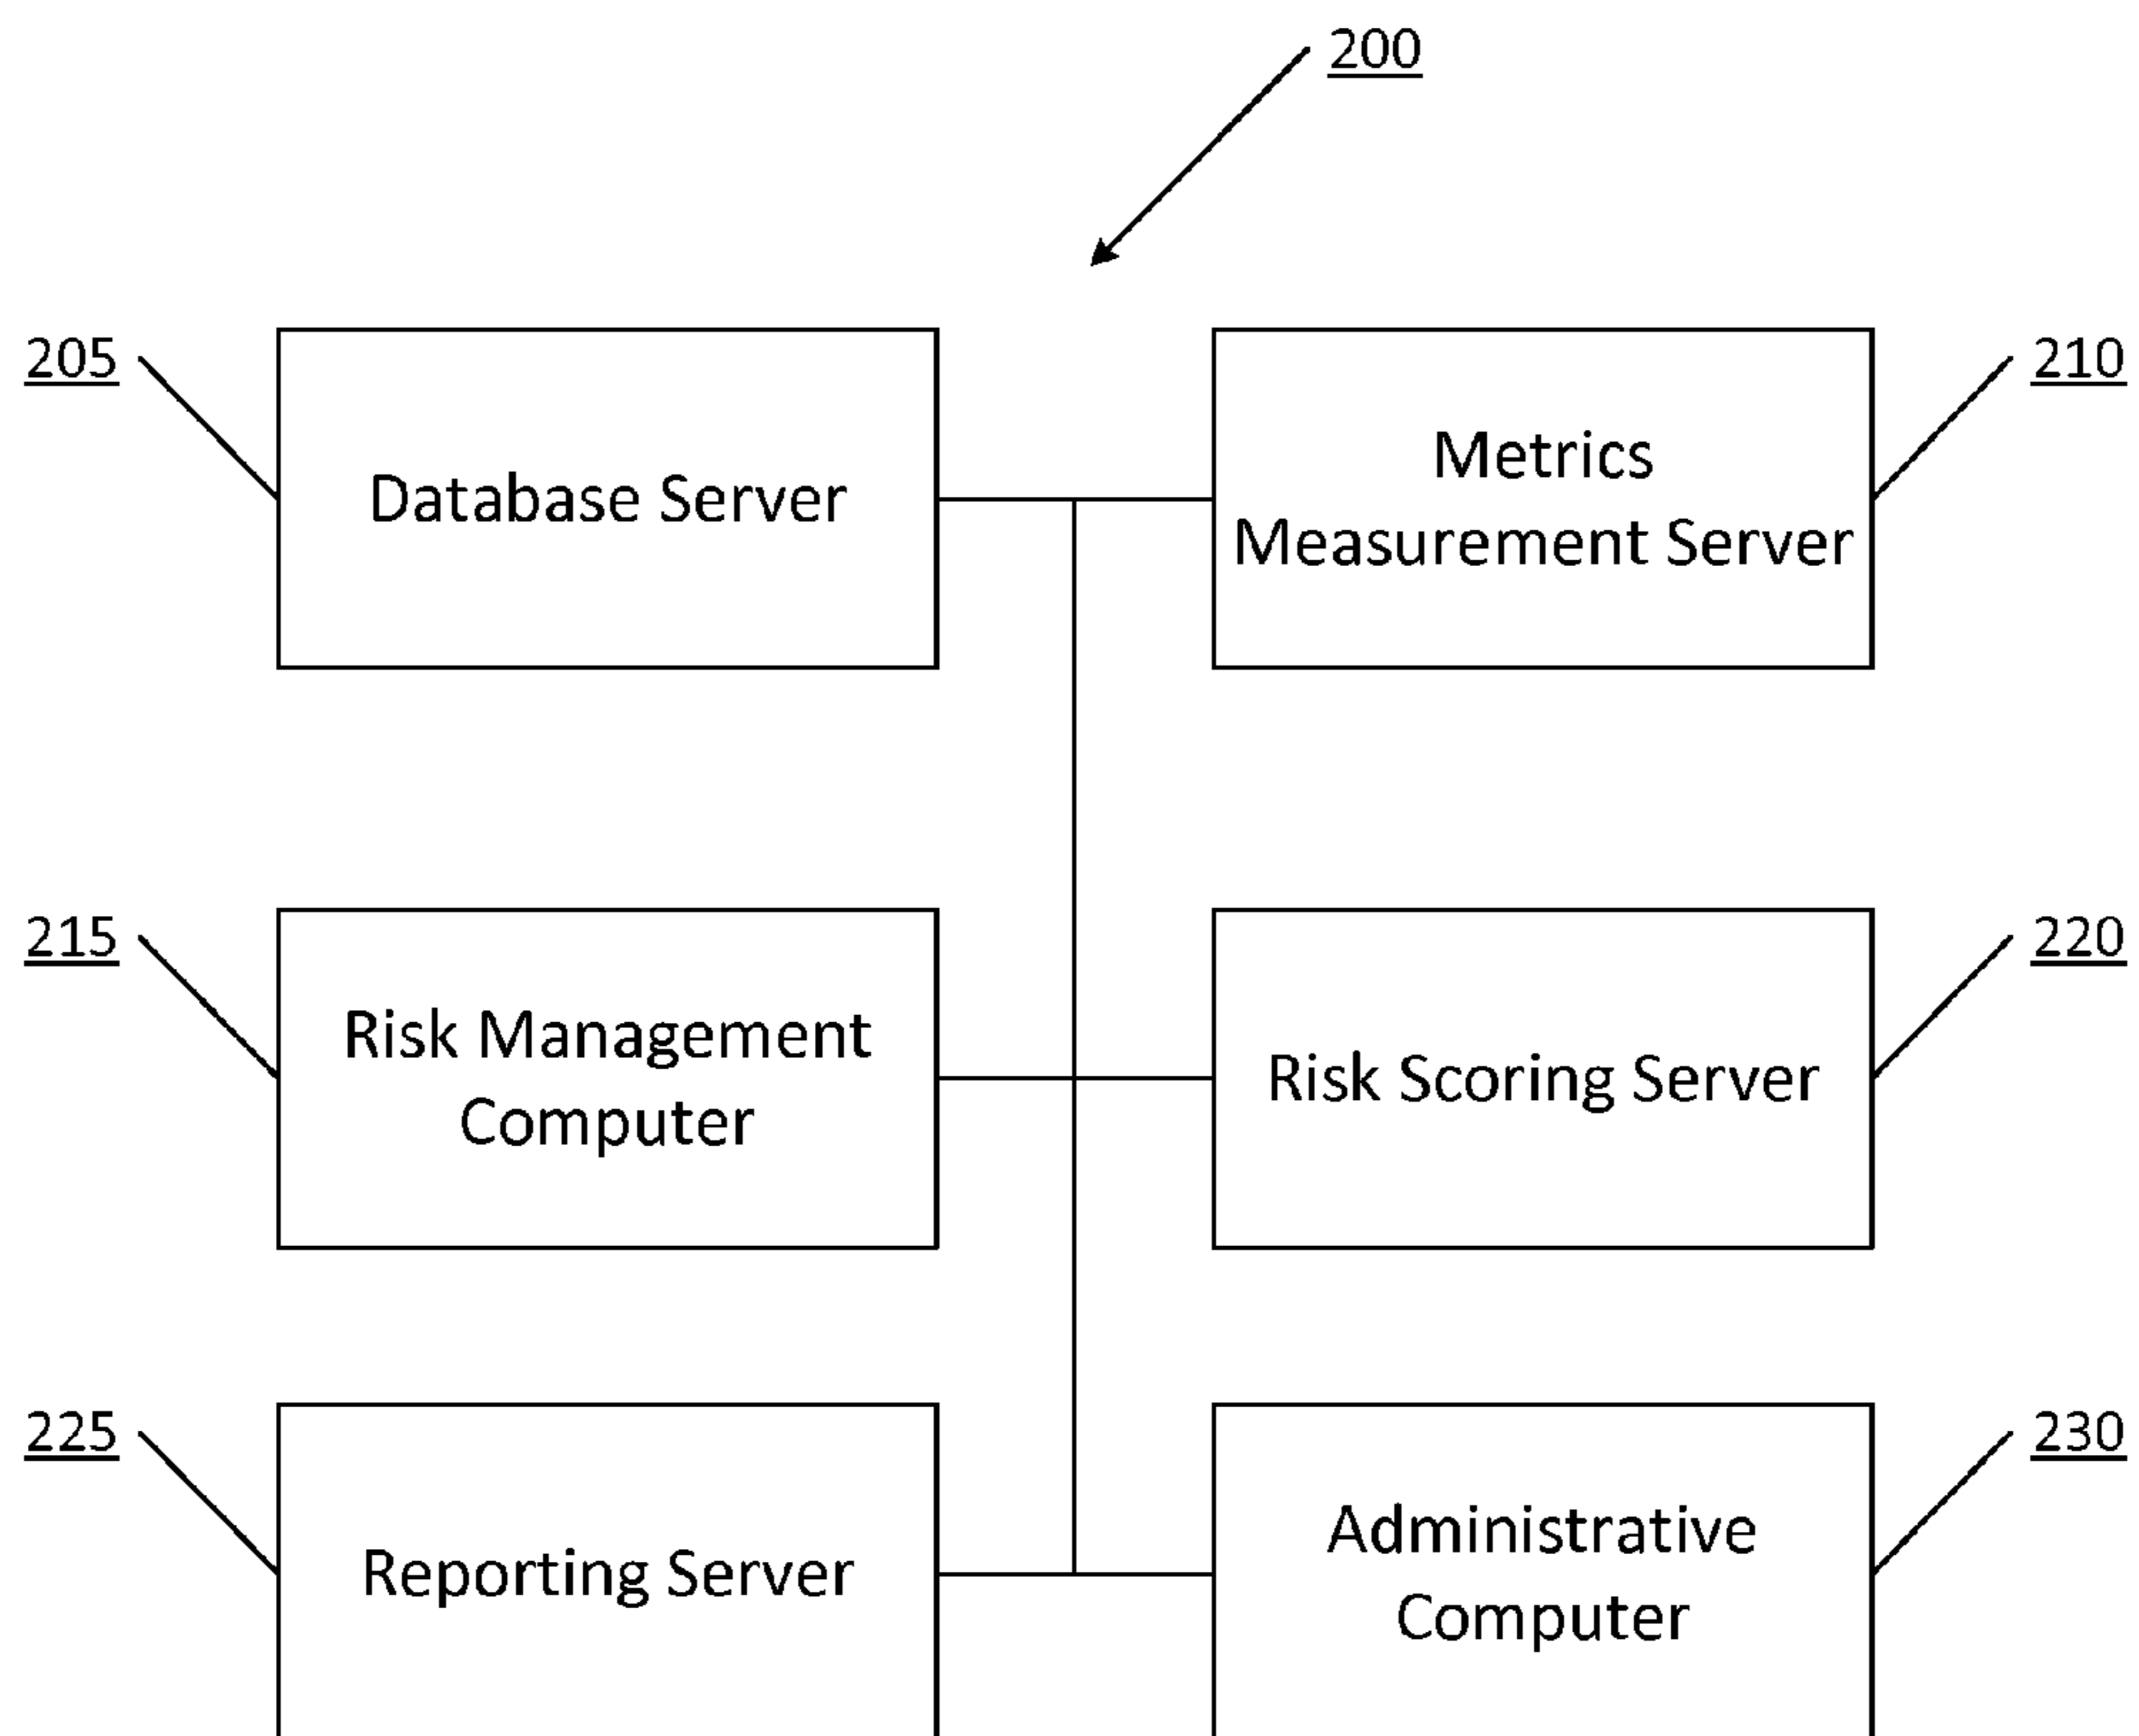 200
205
Database Server
Metrics
Measurement Server
210
215
Risk Management
Computer
Risk Scoring Server
220
225
Reporting Server
Administrative
Computer
230